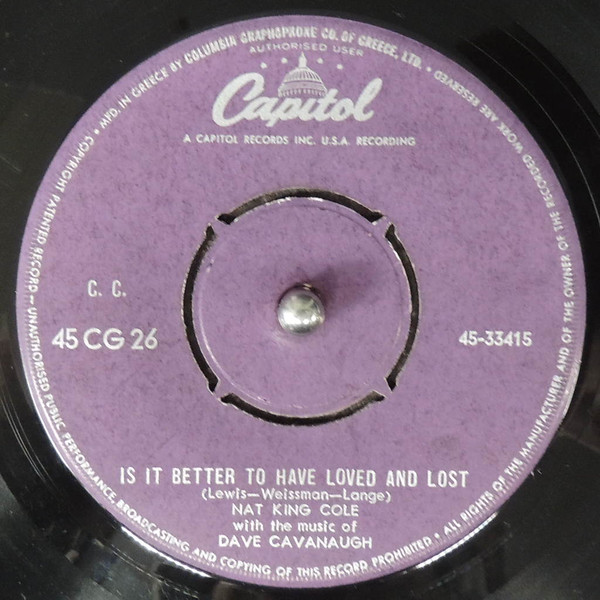 COPYRIGHT PATENTED RECORD • MFD. IN GREECE BY COLUMBIA GRAPHOPHONE CO. OF GREECE, LTD. •
AUTHORISED USER
Capitol
A CAPITOL RECORDS INC. U.S.A. RECORDING
C. C.
45 CG 26
45-33415
IS IT BETTER TO HAVE LOVED AND LOST
(Lewis—Weissman—Lange)
NAT KING COLE
with the music of
DAVE CAVANAUGH
ALL RIGHTS OF THE MANUFACTURER AND OF THE OWNER OF THE RECORDED WORK ARE RESERVED
UNAUTHORISED PUBLIC PERFORMANCE, BROADCASTING AND COPYING OF THIS RECORD PROHIBITED •